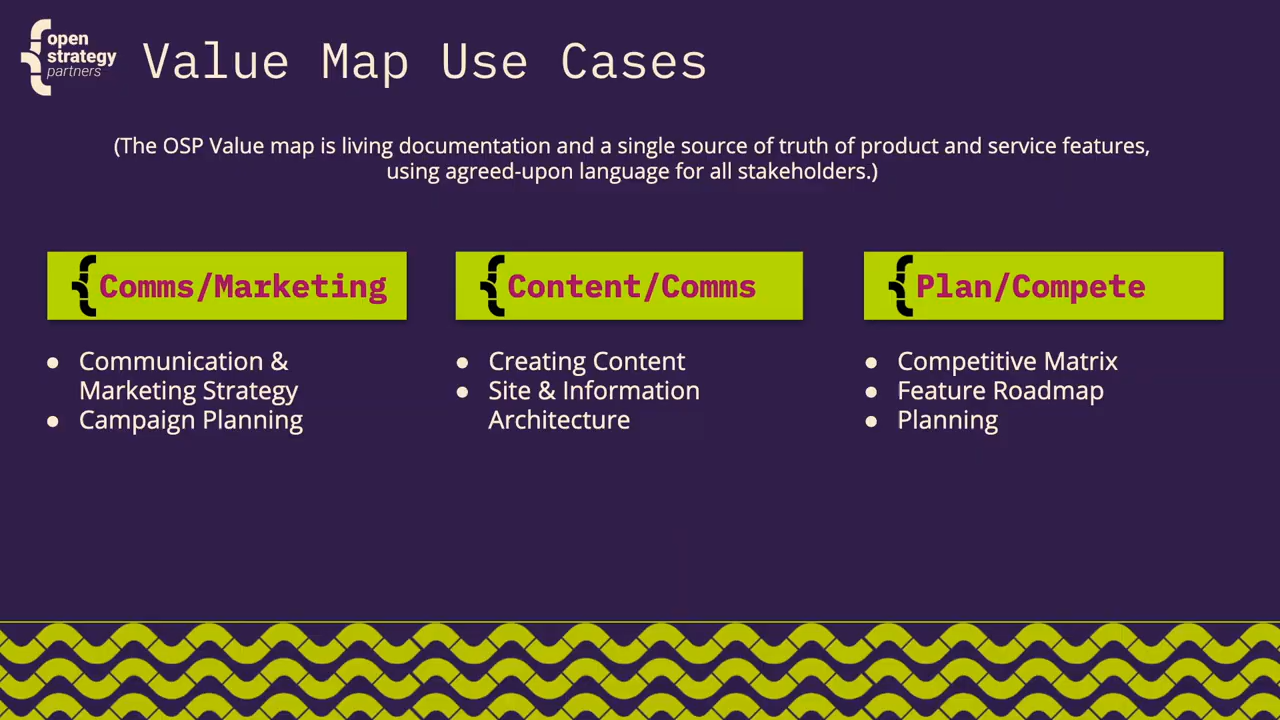 open
strategy
partners
Value Map Use Cases
(The OSP Value map is living documentation and a single source of truth of product and service features,
using agreed-upon language for all stakeholders.)
Comms/Marketing
● Communication &
Marketing Strategy
● Campaign Planning
Content/Comms
● Creating Content
● Site & Information
Architecture
Plan/Compete
● Competitive Matrix
● Feature Roadmap
● Planning